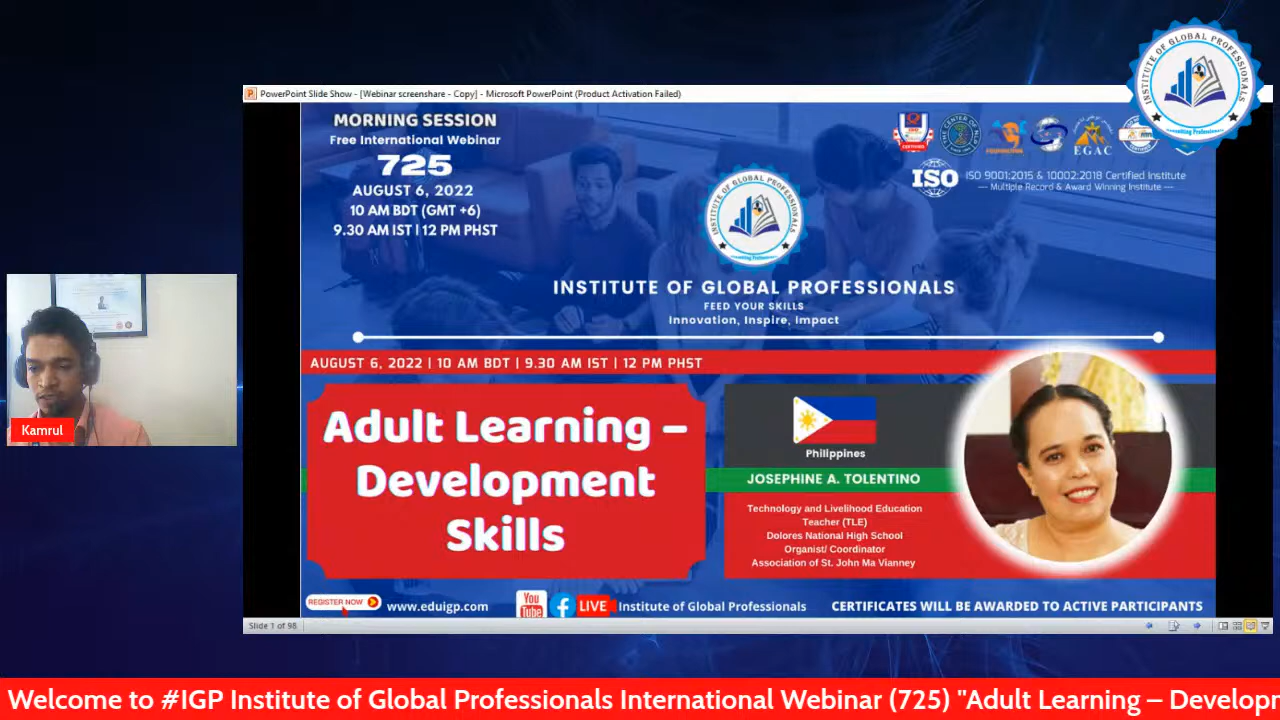 INSTITUTE OF GLOBAL PROFESSIONALS
PowerPoint Slide Show - [Webinar screenshare - Copy] - Microsoft PowerPoint (Product Activation Failed)
MORNING SESSION
Free International Webinar
725
AUGUST 6, 2022
10 AM BDT (GMT +6)
9.30 AM IST | 12 PM PHST
EGAC
ISO
ISO 9001:2015 & 10002:2018 Certified Institute
--- Multiple Record & Award Winning Institute ---
INSTITUTE OF GLOBAL PROFESSIONALS
INSTITUTE OF GLOBAL PROFESSIONALS
FEED YOUR SKILLS
Innovation, Inspire, Impact
AUGUST 6, 2022 | 10 AM BDT | 9.30 AM IST | 12 PM PHST
Adult Learning –
Development
Skills
Philippines
JOSEPHINE A. TOLENTINO
Technology and Livelihood Education
Teacher (TLE)
Dolores National High School
Organist/ Coordinator
Association of St. John Ma Vianney
Kamrul
REGISTER NOW
www.eduigp.com
You
Tube
LIVE
Institute of Global Professionals
CERTIFICATES WILL BE AWARDED TO ACTIVE PARTICIPANTS
Slide 1 of 98
Welcome to #IGP Institute of Global Professionals International Webinar (725) "Adult Learning – Developm